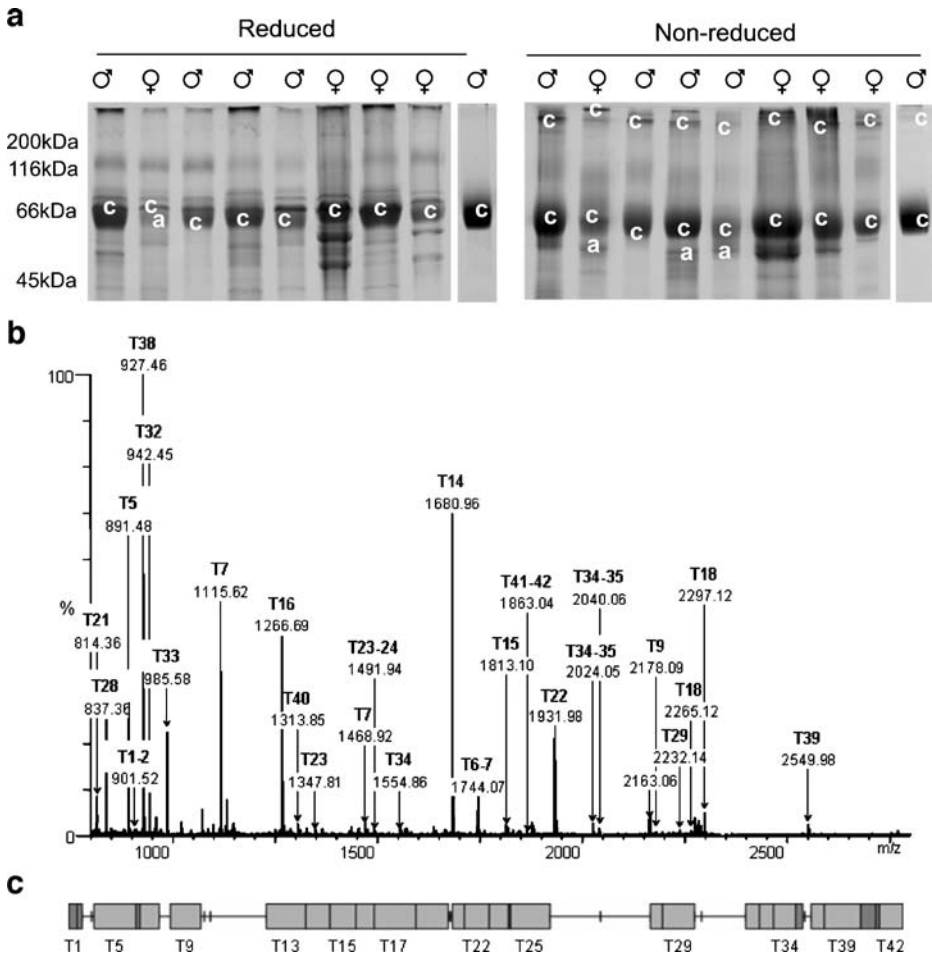 a
Reduced
Non-reduced
♂ ♀ ♂ ♂ ♂ ♀ ♀ ♀ ♂
♂ ♀ ♂ ♂ ♂ ♀ ♀ ♀ ♂
200kDa
116kDa
66kDa
45kDa
c c c c c c c c c
a
c c c c c c c c c
c c c c c c c c c
a a a
b
100
%
0
T38
927.46
T32
942.45
T5
891.48
T21
814.36
T28
837.36
T1-2
901.52
T33
985.58
T7
1115.62
T16
1266.69
T40
1313.85
T23
1347.81
T23-24
1491.94
T7
1468.92
T34
1554.86
T14
1680.96
T6-7
1744.07
T15
1813.10
T41-42
1863.04
T22
1931.98
T34-35
2040.06
T34-35
2024.05
T9
2178.09
2163.06
T29
2232.14
T18
2265.12
T18
2297.12
T39
2549.98
1000 1500 2000 2500 m/z
c
T1 T5 T9 T13 T15 T17 T22 T25 T29 T34 T39 T42